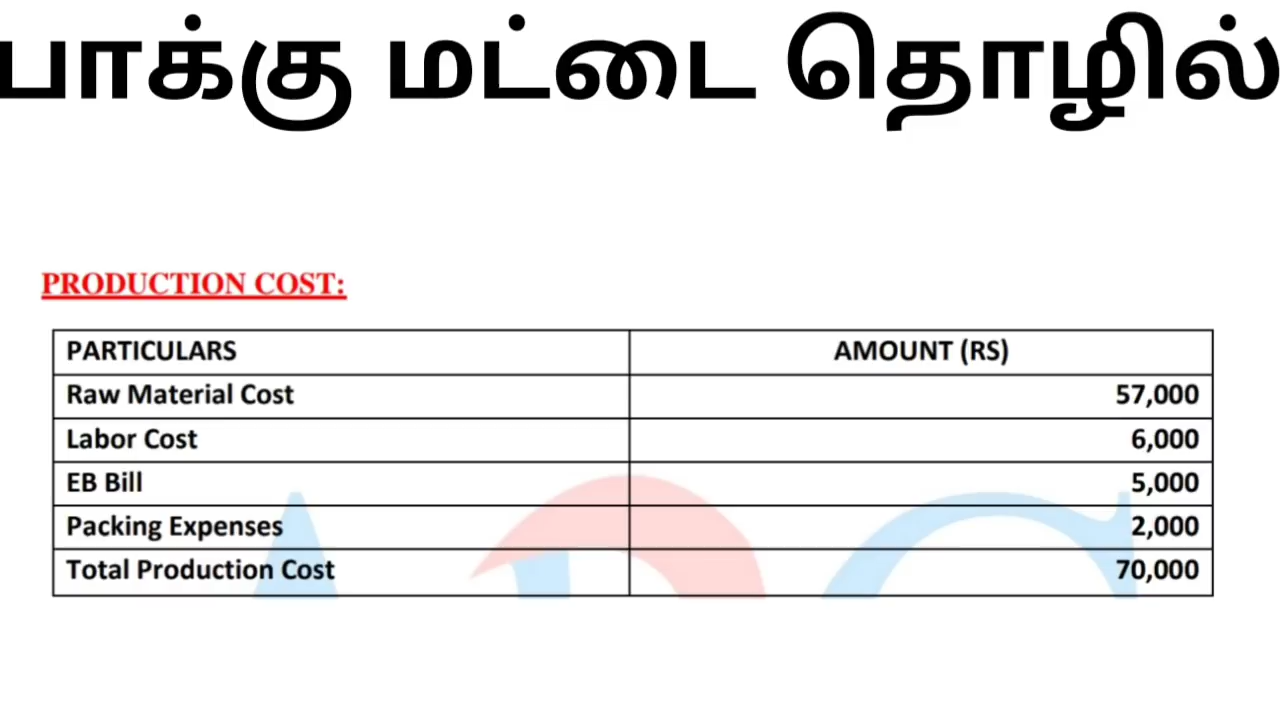 பாக்கு மட்டை தொழில்
PRODUCTION COST:
PARTICULARS AMOUNT (RS)
Raw Material Cost 57,000
Labor Cost 6,000
EB Bill 5,000
Packing Expenses 2,000
Total Production Cost 70,000